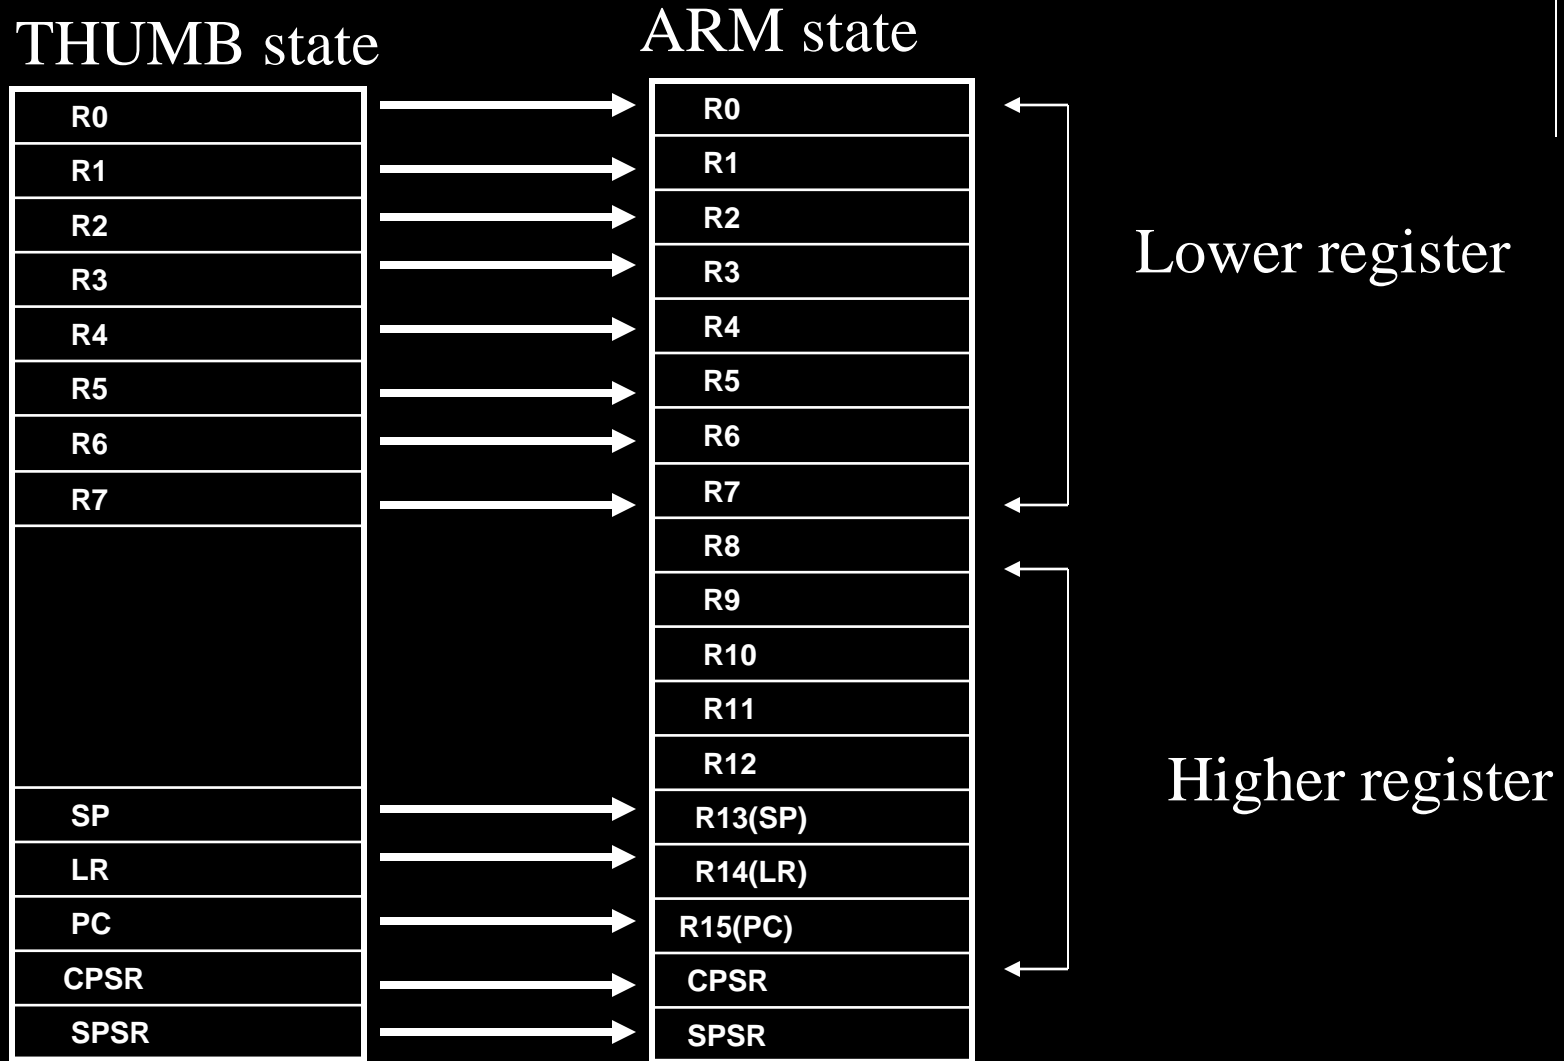 THUMB state
R0
R1
R2
R3
R4
R5
R6
R7
SP
LR
PC
CPSR
SPSR
ARM state
R0
R1
R2
R3
R4
R5
R6
R7
R8
R9
R10
R11
R12
R13(SP)
R14(LR)
R15(PC)
CPSR
SPSR
Lower register
Higher register